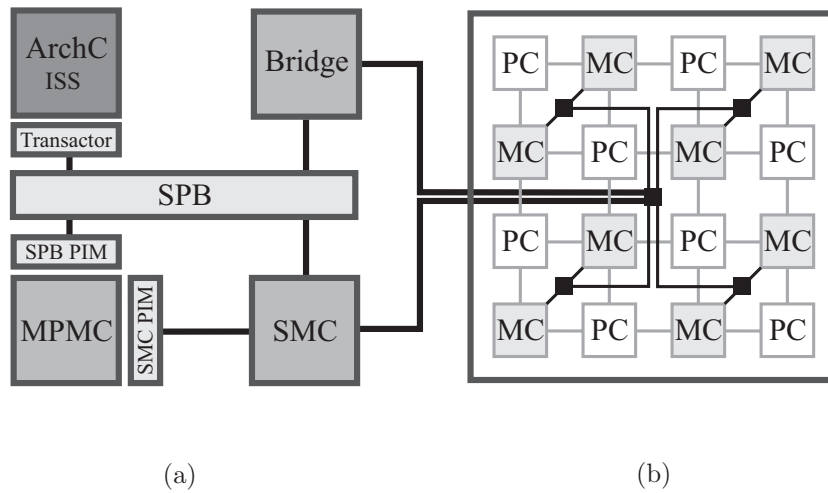 ArchC
ISS
Transactor
SPB
SPB PIM
MPMC
SMC PIM
Bridge
SMC
PC MC PC MC
MC PC MC PC
PC MC PC MC
MC PC MC PC
(a)
(b)